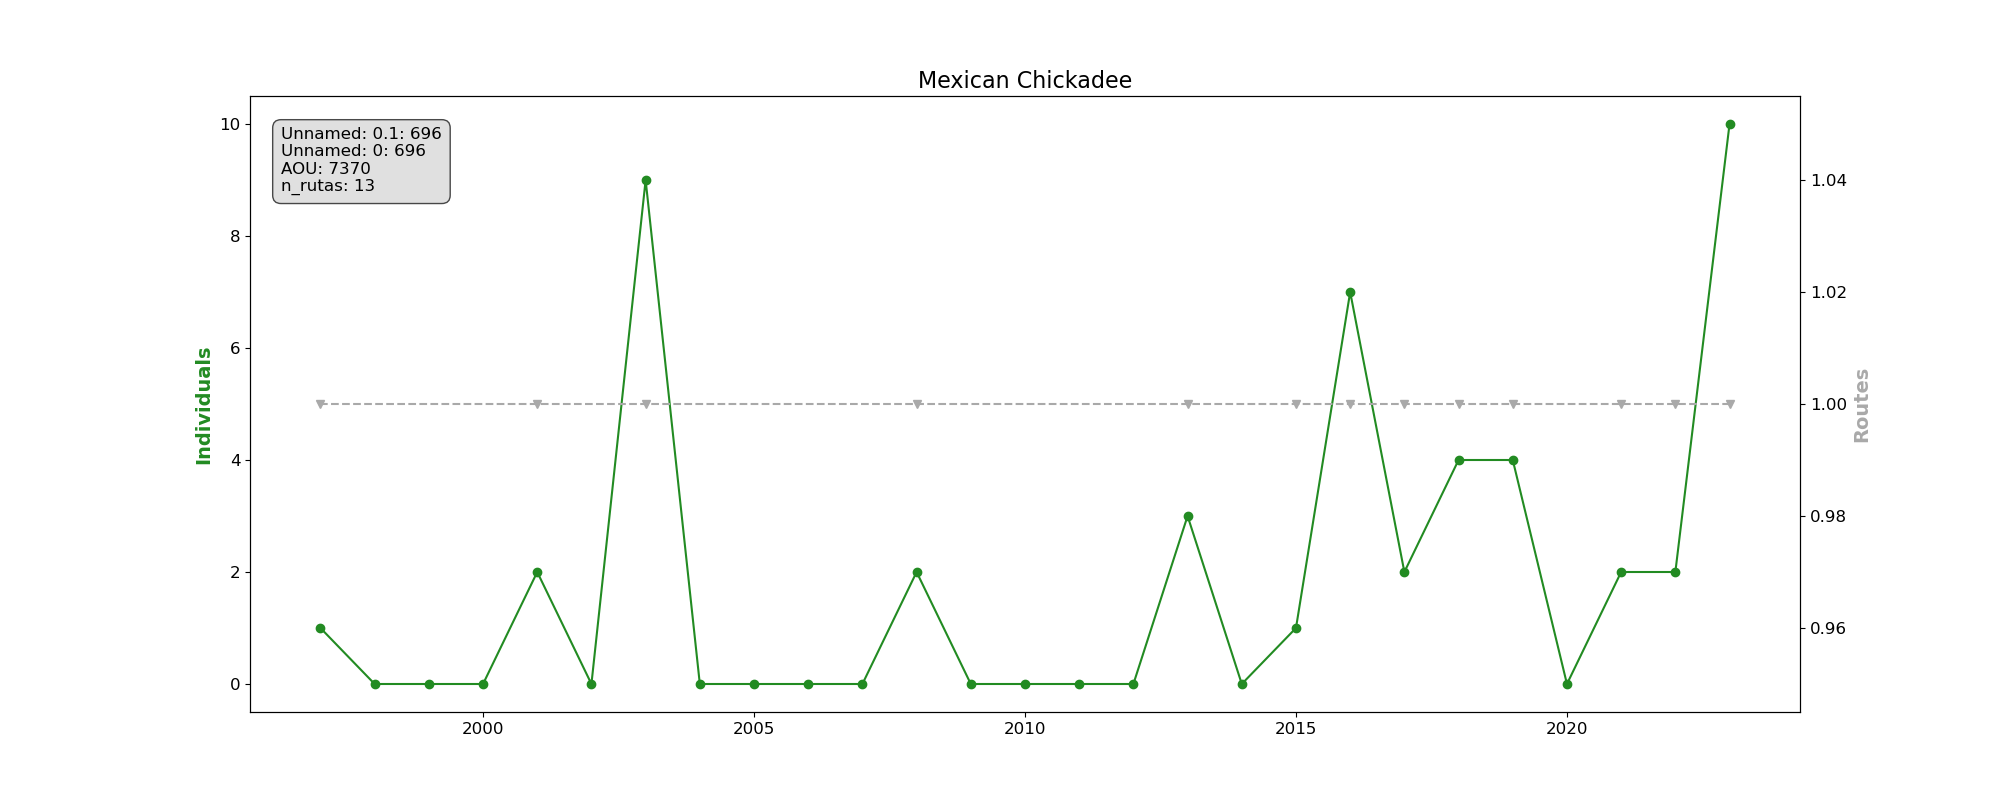 Mexican Chickadee
Unnamed: 0.1: 696
Unnamed: 0: 696
AOU: 7370
n_rutas: 13
10
8
6
4
2
0
Individuals
1.04
1.02
1.00
0.98
0.96
Routes
2000 2005 2010 2015 2020